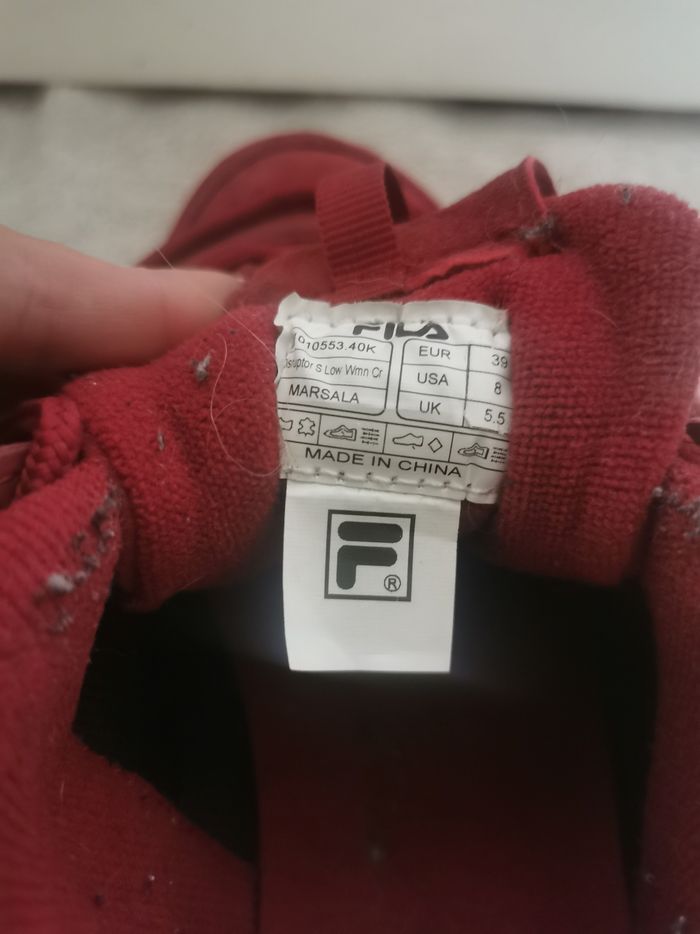 FILA
1010553.40K
Disruptor S Low Wmn Cr
MARSALA
EUR 39
USA 8
UK 5.5
MADE IN CHINA
F
®